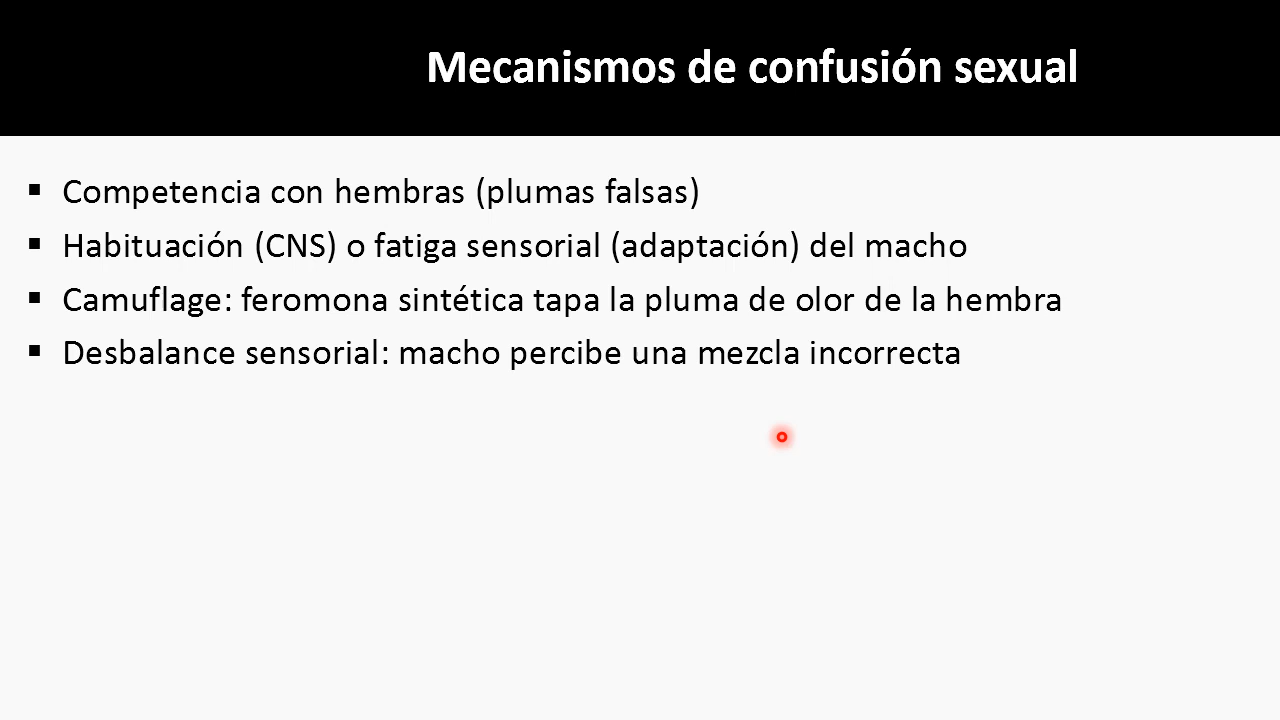 Mecanismos de confusión sexual
▪ Competencia con hembras (plumas falsas)
▪ Habituación (CNS) o fatiga sensorial (adaptación) del macho
▪ Camuflage: feromona sintética tapa la pluma de olor de la hembra
▪ Desbalance sensorial: macho percibe una mezcla incorrecta